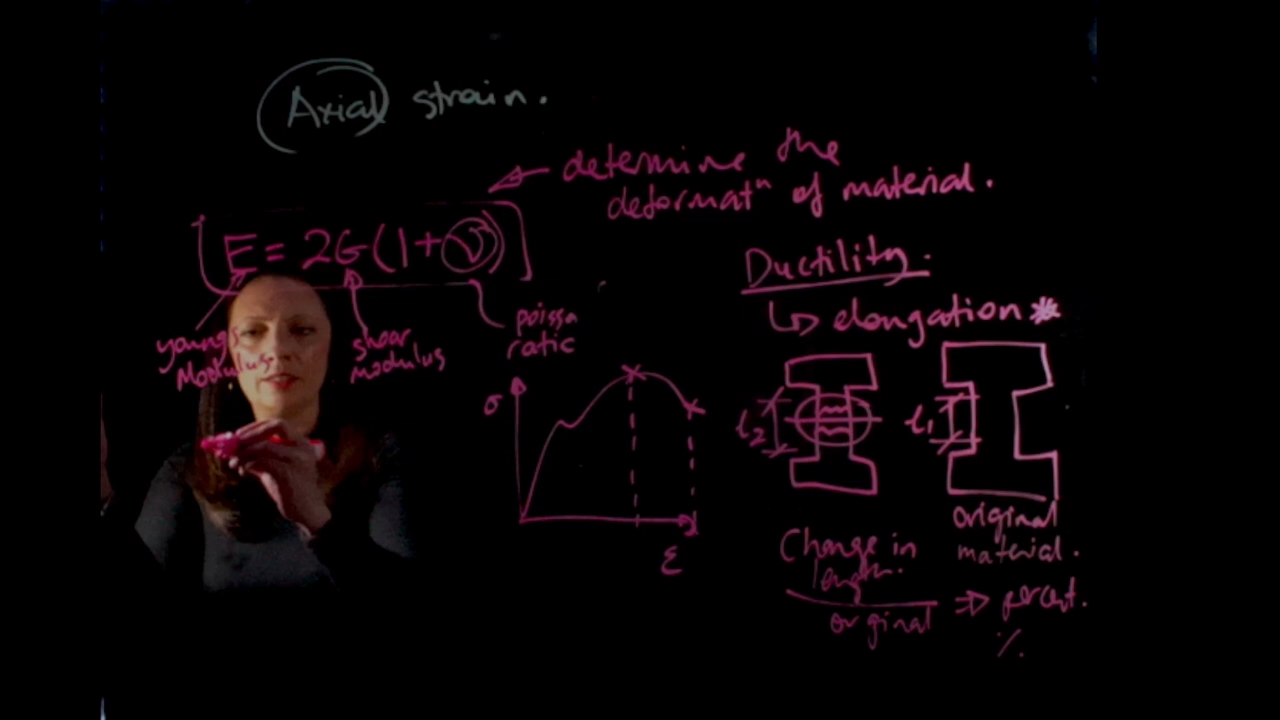 Axial strain.
determine the
deformatⁿ of material.
E = 2G(1+ν)
young's
Modulus.
shear
modulus
poissa
ratio
σ
ε
Ductility.
↳ elongation *
l₂
l₁
original
material.
Change in
length.
original
⇒ percent.
%.